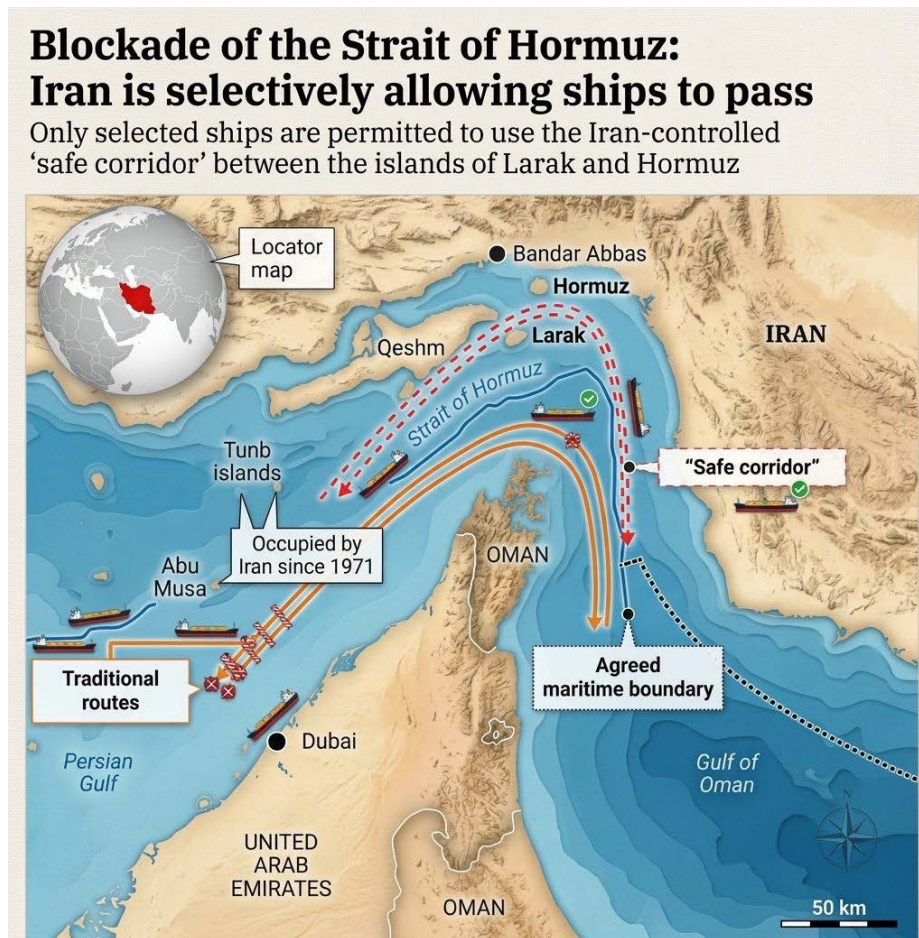 Blockade of the Strait of Hormuz:
Iran is selectively allowing ships to pass
Only selected ships are permitted to use the Iran-controlled
‘safe corridor’ between the islands of Larak and Hormuz
Locator
map
Bandar Abbas
Hormuz
Larak
IRAN
Qeshm
Strait of Hormuz
Tunb
islands
"Safe corridor"
Occupied by
Iran since 1971
OMAN
Abu
Musa
Traditional
routes
Agreed
maritime boundary
Dubai
Persian
Gulf
Gulf of
Oman
N
UNITED
ARAB
EMIRATES
OMAN
50 km